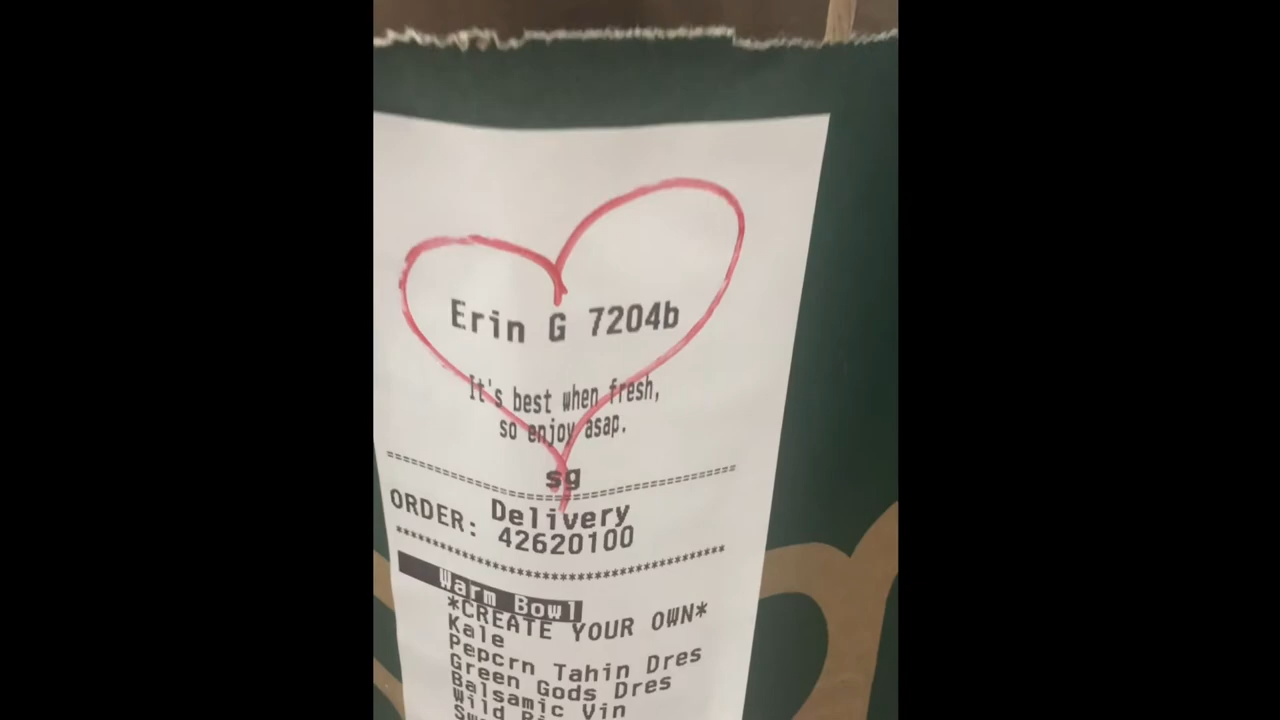 Erin G 7204b
It's best when fresh,
so enjoy asap.
sg
Delivery
ORDER: 42620100
Warm Bowl
*CREATE YOUR OWN*
Kale
Pepcrn Tahin Dres
Green Gods Dres
Balsamic Vin
Wild